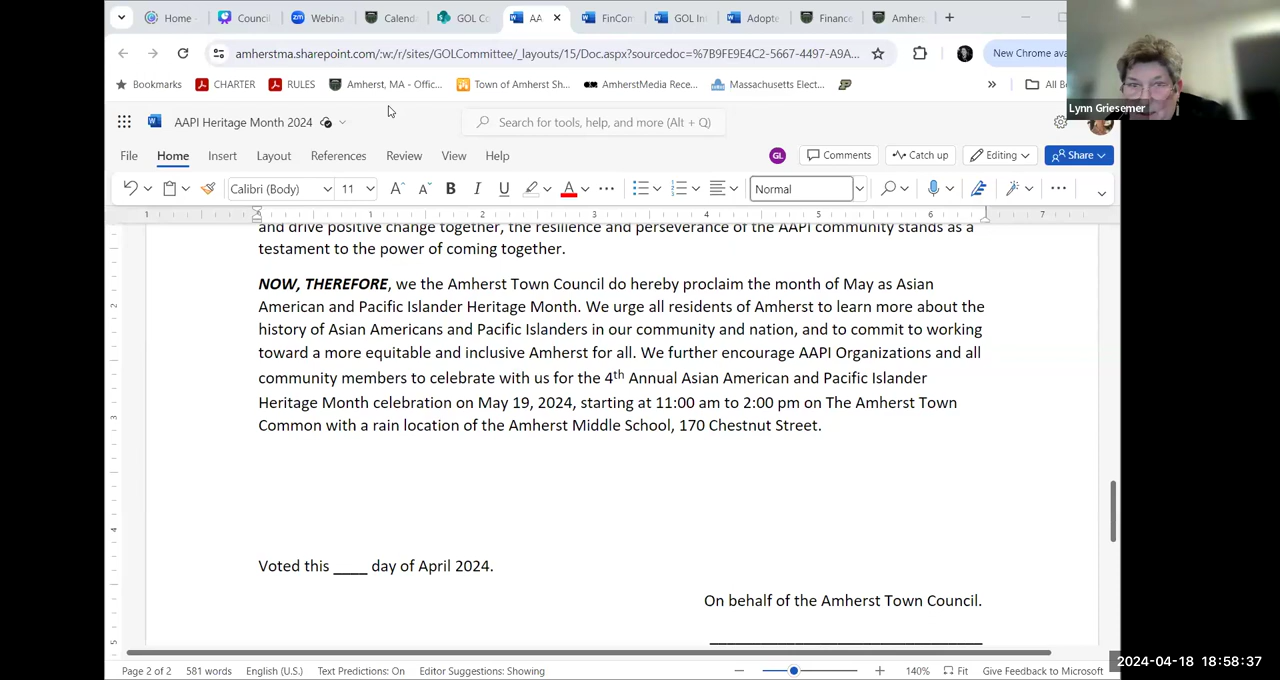 Home
Council
Webina
Calend
GOL Co
AA
FinCom
GOL In
Adopte
Finance
Amhers
amherstma.sharepoint.com/:w:/r/sites/GOLCommittee/_layouts/15/Doc.aspx?sourcedoc=%7B9FE9E4C2-5667-4497-A9A...
New Chrome ava
Bookmarks
CHARTER
RULES
Amherst, MA - Offic...
Town of Amherst Sh...
AmherstMedia Rece...
Massachusetts Elect...
»
All B
Lynn Griesemer
AAPI Heritage Month 2024
Search for tools, help, and more (Alt + Q)
File Home Insert Layout References Review View Help
GL
Comments
Catch up
Editing
Share
Calibri (Body) 11
B I U A
Normal
1 1 2 3 4 5 6 7
and drive positive change together, the resilience and perseverance of the AAPI community stands as a
testament to the power of coming together.
NOW, THEREFORE, we the Amherst Town Council do hereby proclaim the month of May as Asian
American and Pacific Islander Heritage Month. We urge all residents of Amherst to learn more about the
history of Asian Americans and Pacific Islanders in our community and nation, and to commit to working
toward a more equitable and inclusive Amherst for all. We further encourage AAPI Organizations and all
community members to celebrate with us for the 4th Annual Asian American and Pacific Islander
Heritage Month celebration on May 19, 2024, starting at 11:00 am to 2:00 pm on The Amherst Town
Common with a rain location of the Amherst Middle School, 170 Chestnut Street.
Voted this ____ day of April 2024.
On behalf of the Amherst Town Council.
Page 2 of 2 581 words English (U.S.) Text Predictions: On Editor Suggestions: Showing
140% Fit Give Feedback to Microsoft
2024-04-18 18:58:37